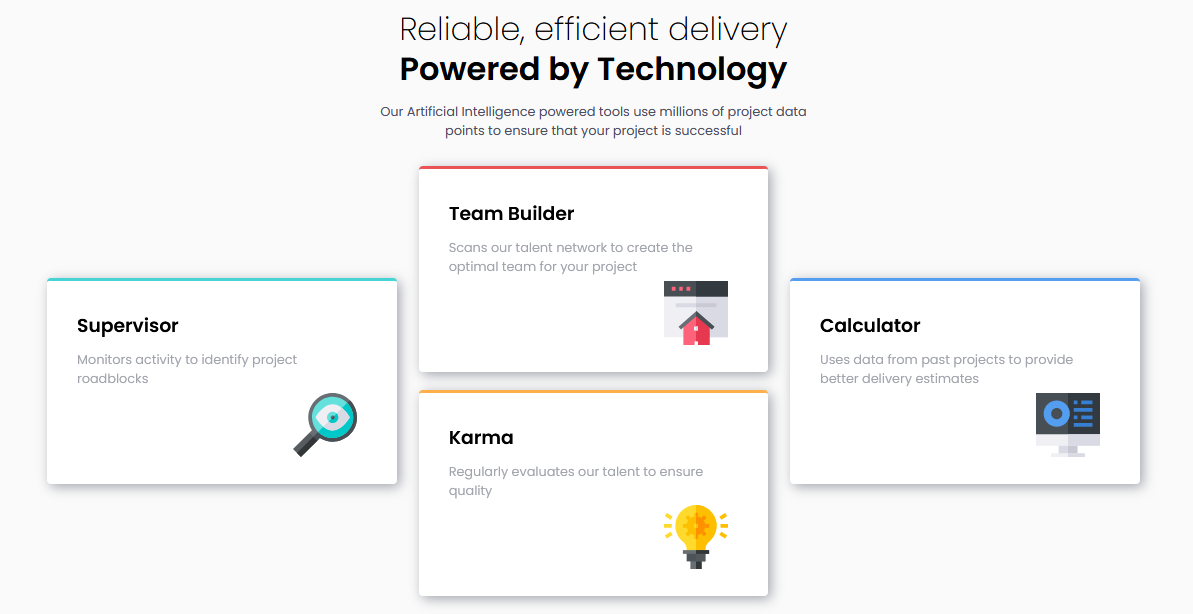 Reliable, efficient delivery
Powered by Technology
Our Artificial Intelligence powered tools use millions of project data
points to ensure that your project is successful
Team Builder
Scans our talent network to create the
optimal team for your project
Supervisor
Monitors activity to identify project
roadblocks
Calculator
Uses data from past projects to provide
better delivery estimates
Karma
Regularly evaluates our talent to ensure
quality